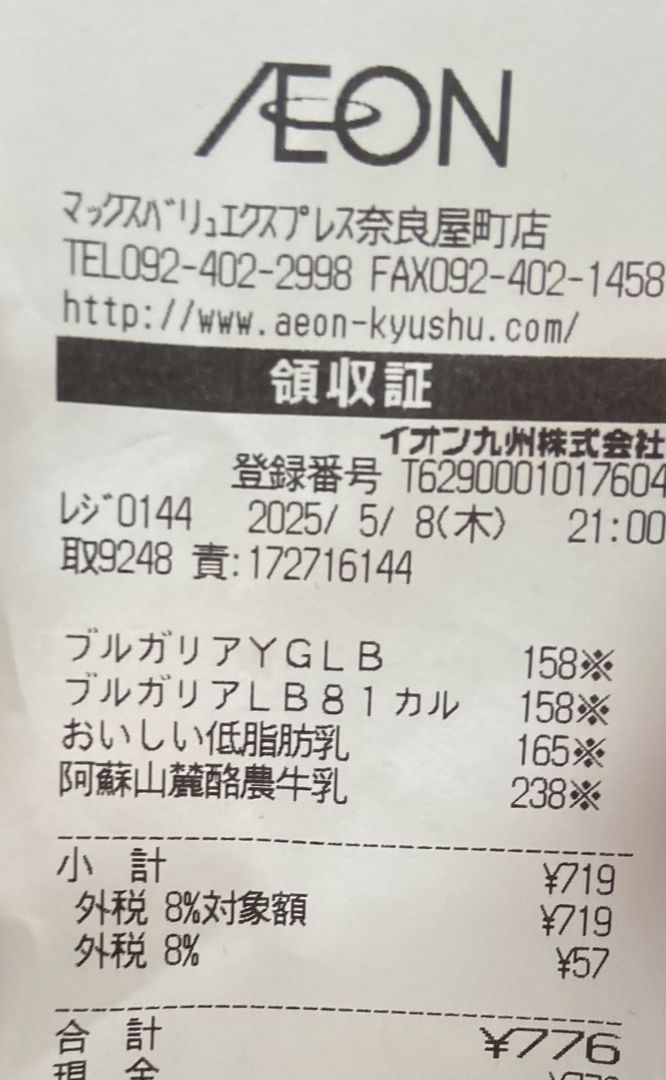 ÆON
マックスバリュエクスプレス奈良屋町店
TEL092-402-2998 FAX092-402-1458
http://www.aeon-kyushu.com/
領収証
イオン九州株式会社
登録番号 T6290001017604
レジ0144 2025/ 5/ 8(木) 21:00
取9248 責:172716144
ブルガリアYGLB 158※
ブルガリアLB81カル 158※
おいしい低脂肪乳 165※
阿蘇山麓酪農牛乳 238※
小 計 ¥719
外税 8%対象額 ¥719
外税 8% ¥57
合 計 ¥776
現 金